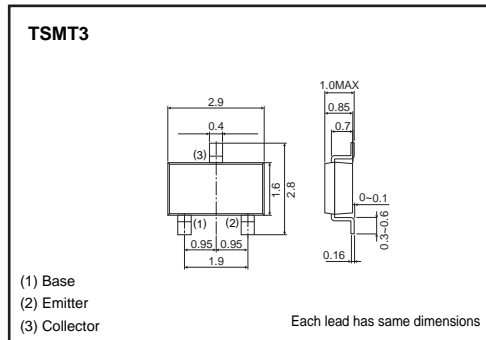 TSMT3
1.0MAX
2.9
0.85
0.4
0.7
(3)
1.6
2.8
0~0.1
(1)
(2)
0.3~0.6
0.95
0.95
0.16
1.9
(1) Base
(2) Emitter
(3) Collector
Each lead has same dimensions